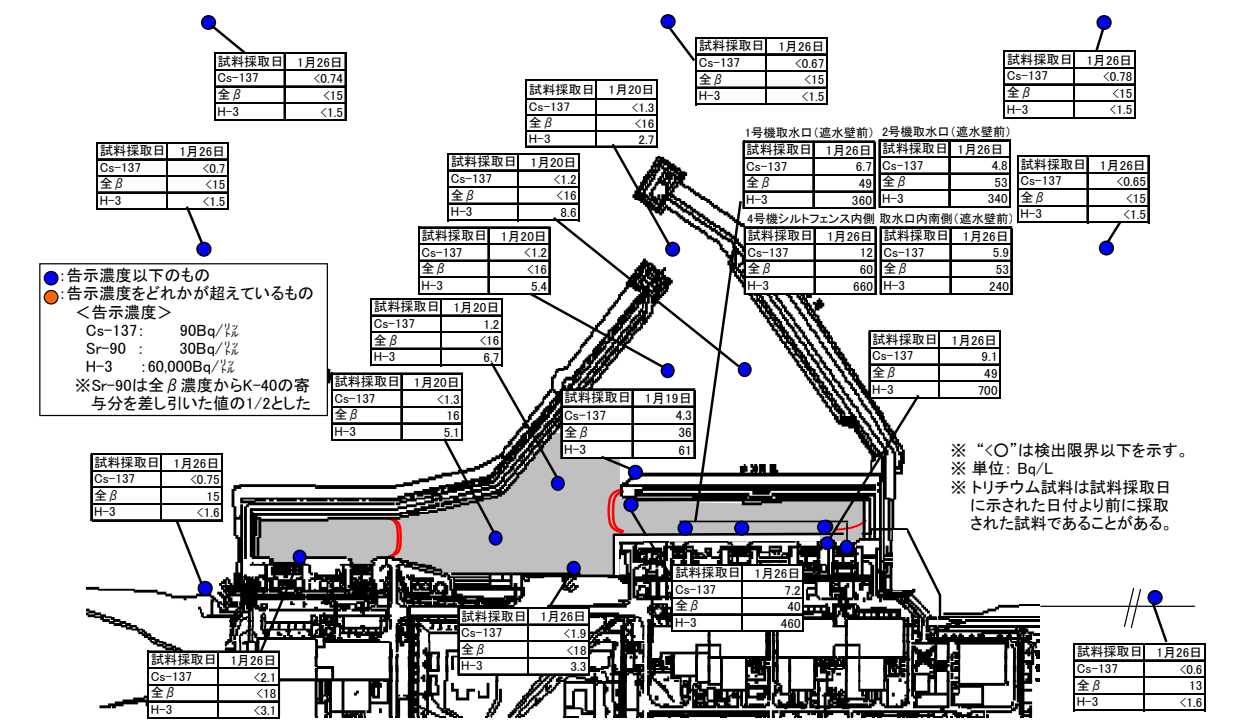 試料採取日 1月26日
Cs-137 <0.74
全β <15
H-3 <1.5
試料採取日 1月26日
Cs-137 <0.67
全β <15
H-3 <1.5
試料採取日 1月26日
Cs-137 <0.78
全β <15
H-3 <1.5
試料採取日 1月20日
Cs-137 <1.3
全β <16
H-3 2.7
試料採取日 1月26日
Cs-137 <0.7
全β <15
H-3 <1.5
試料採取日 1月20日
Cs-137 <1.2
全β <16
H-3 8.6
1号機取水口(遮水壁前)
試料採取日 1月26日
Cs-137 6.7
全β 49
H-3 360
2号機取水口(遮水壁前)
試料採取日 1月26日
Cs-137 4.8
全β 53
H-3 340
4号機シルトフェンス内側
試料採取日 1月26日
Cs-137 12
全β 60
H-3 660
取水口内南側(遮水壁前)
試料採取日 1月26日
Cs-137 5.9
全β 53
H-3 240
試料採取日 1月26日
Cs-137 <0.65
全β <15
H-3 <1.5
試料採取日 1月20日
Cs-137 <1.2
全β <16
H-3 5.4
:告示濃度以下のもの
:告示濃度をどれかが超えているもの
<告示濃度>
Cs-137: 90Bq/㍑
Sr-90 : 30Bq/㍑
H-3 :60,000Bq/㍑
※Sr-90は全β濃度からK-40の寄
与分を差し引いた値の1/2とした
試料採取日 1月20日
Cs-137 1.2
全β <16
H-3 6.7
試料採取日 1月20日
Cs-137 <1.3
全β 16
H-3 5.1
試料採取日 1月19日
Cs-137 4.3
全β 36
H-3 61
試料採取日 1月26日
Cs-137 9.1
全β 49
H-3 700
※ “<○”は検出限界以下を示す。
※ 単位: Bq/L
※ トリチウム試料は試料採取日
に示された日付より前に採取
された試料であることがある。
試料採取日 1月26日
Cs-137 <0.75
全β 15
H-3 <1.6
試料採取日 1月26日
Cs-137 7.2
全β 40
H-3 460
試料採取日 1月26日
Cs-137 <1.9
全β <18
H-3 3.3
試料採取日 1月26日
Cs-137 <2.1
全β <18
H-3 <3.1
試料採取日 1月26日
Cs-137 <0.6
全β 13
H-3 <1.6